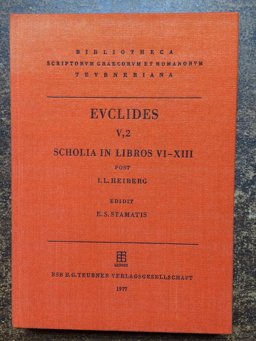 BIBLIOTHECA
SCRIPTORVM GRAECORVM ET ROMANORVM
TEVBNERIANA
EVCLIDES
V,2
SCHOLIA IN LIBROS VI–XIII
POST
I.L.HEIBERG
EDIDIT
E.S.STAMATIS
BSB B.G.TEUBNER VERLAGSGESELLSCHAFT
1977